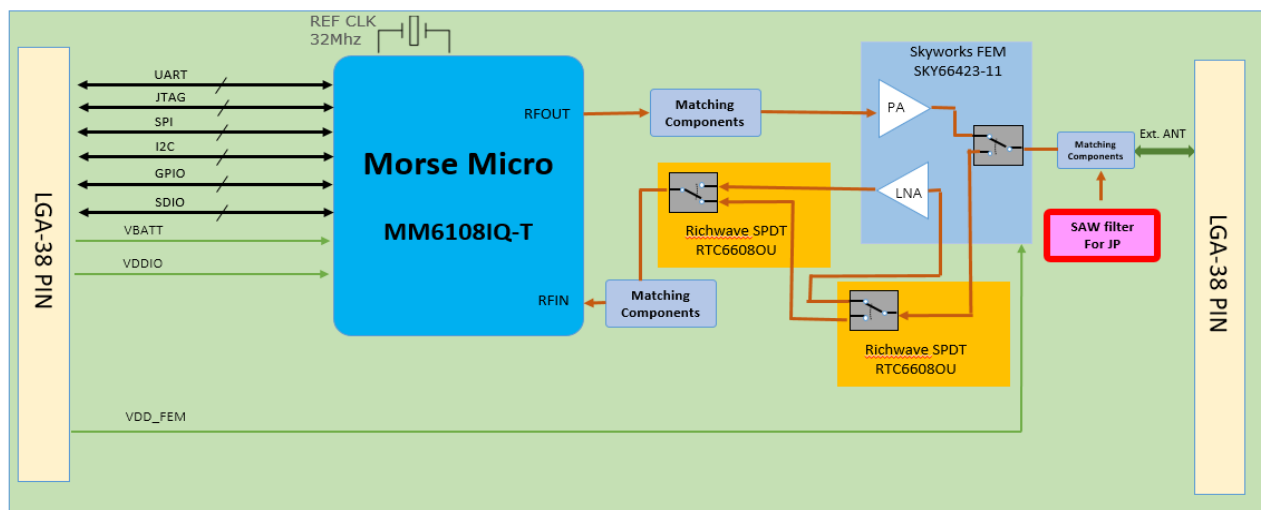 REF CLK
32Mhz
UART
JTAG
SPI
I2C
GPIO
SDIO
VBATT
VDDIO
VDD_FEM
LGA-38 PIN
Morse Micro
MM6108IQ-T
RFOUT
RFIN
Matching
Components
Matching
Components
Richwave SPDT
RTC6608OU
Richwave SPDT
RTC6608OU
Skyworks FEM
SKY66423-11
PA
LNA
Matching
Components
Ext. ANT
SAW filter
For JP
LGA-38 PIN